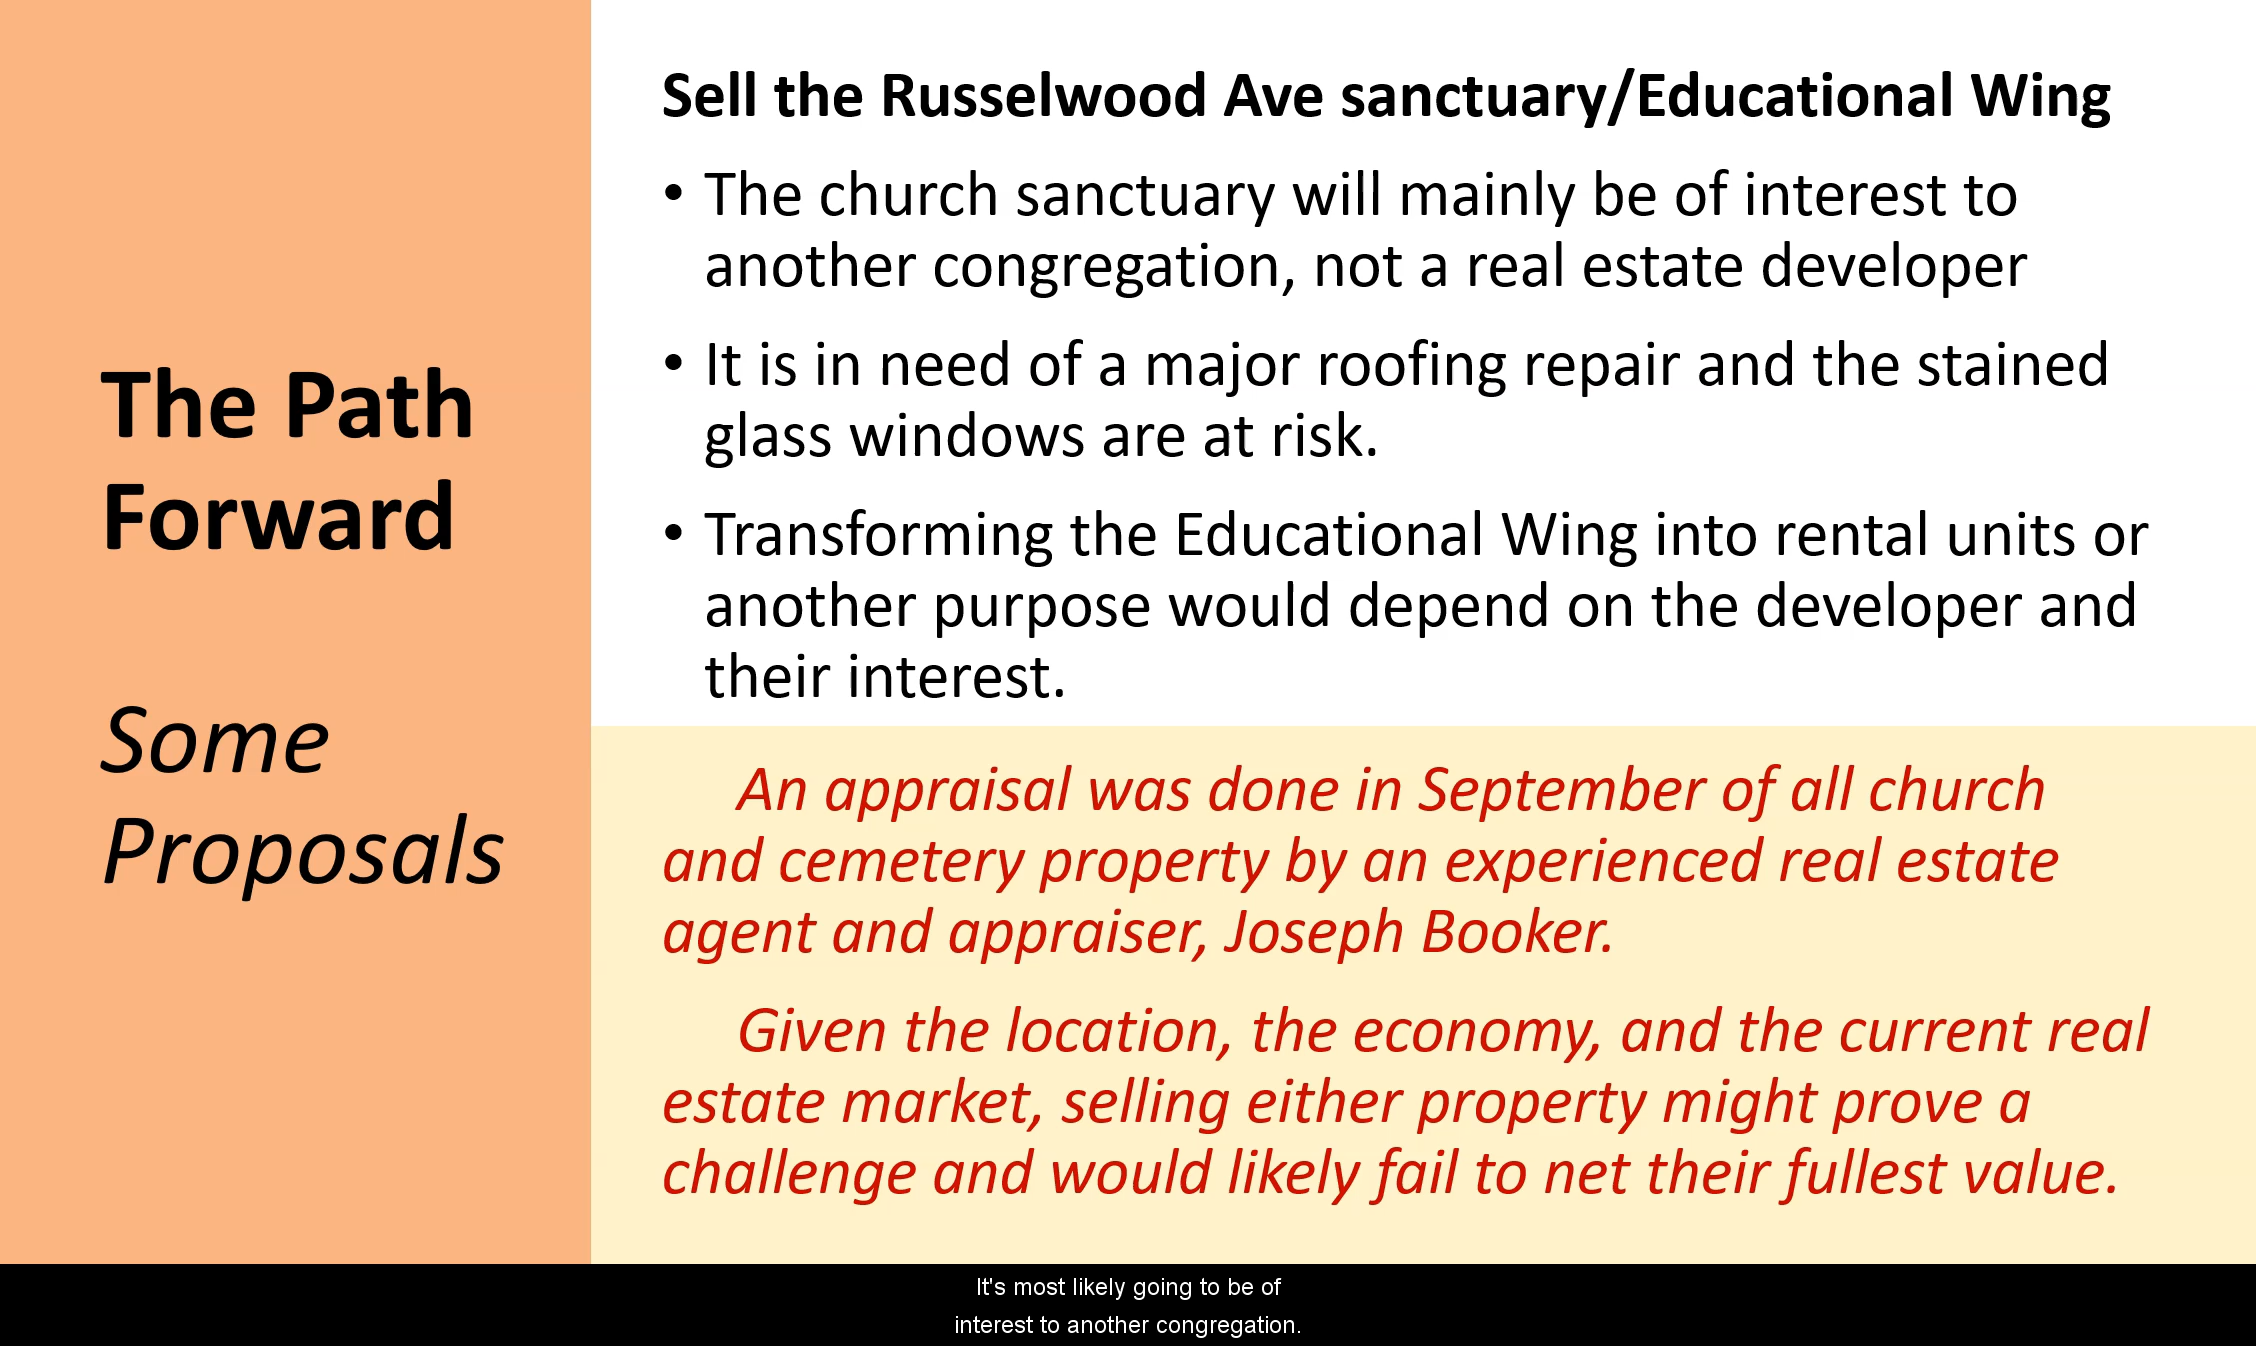 The Path
Forward
Some
Proposals
Sell the Russelwood Ave sanctuary/Educational Wing
• The church sanctuary will mainly be of interest to
another congregation, not a real estate developer
• It is in need of a major roofing repair and the stained
glass windows are at risk.
• Transforming the Educational Wing into rental units or
another purpose would depend on the developer and
their interest.
An appraisal was done in September of all church
and cemetery property by an experienced real estate
agent and appraiser, Joseph Booker.
Given the location, the economy, and the current real
estate market, selling either property might prove a
challenge and would likely fail to net their fullest value.
It's most likely going to be of
interest to another congregation.